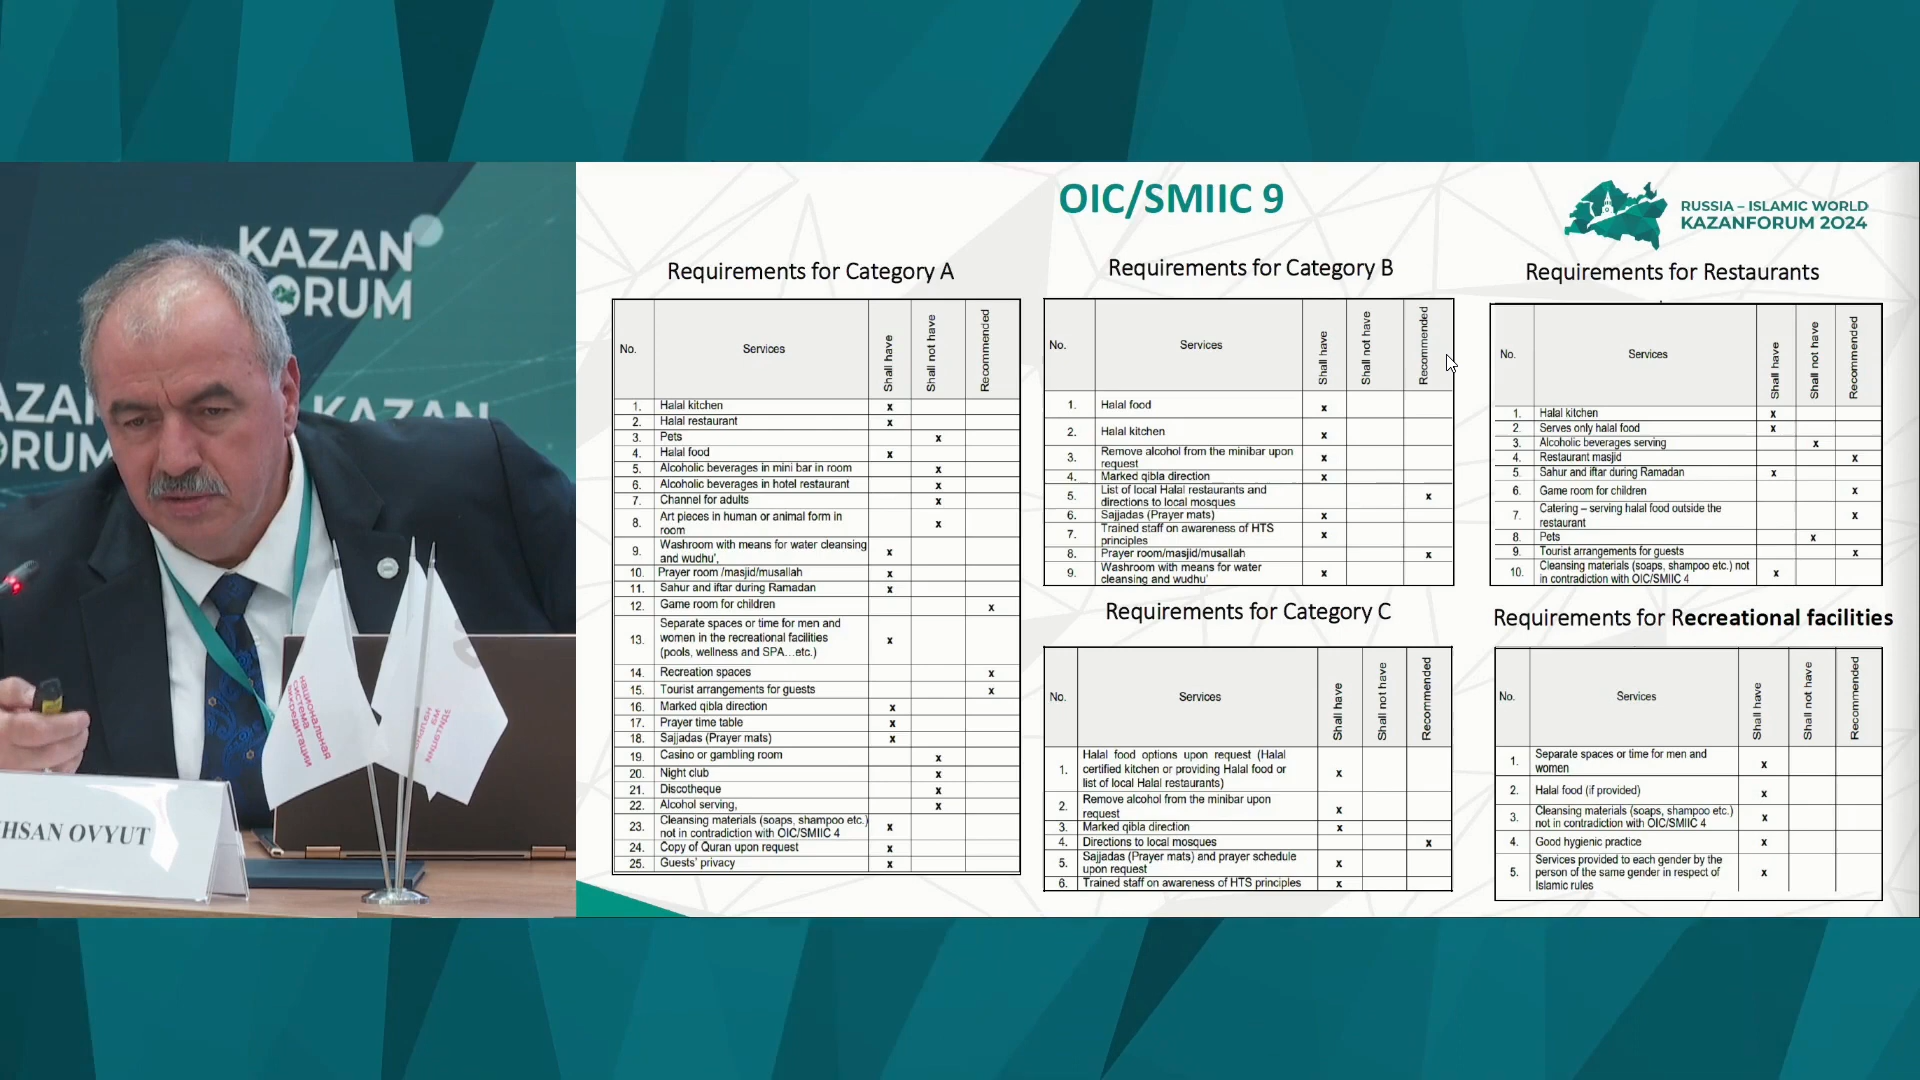 KAZAN
FORUM
KAZAN
национальная
система
аккредитации
IHSAN OVYUT
OIC/SMIIC 9
RUSSIA – ISLAMIC WORLD
KAZANFORUM 2024
Requirements for Category A
No. Services Shall have Shall not have Recommended
1. Halal kitchen x
2. Halal restaurant x
3. Pets x
4. Halal food x
5. Alcoholic beverages in mini bar in room x
6. Alcoholic beverages in hotel restaurant x
7. Channel for adults x
8. Art pieces in human or animal form in
room x
9. Washroom with means for water cleansing
and wudhu', x
10. Prayer room /masjid/musallah x
11. Sahur and iftar during Ramadan x
12. Game room for children x
13. Separate spaces or time for men and
women in the recreational facilities
(pools, wellness and SPA…etc.) x
14. Recreation spaces x
15. Tourist arrangements for guests x
16. Marked qibla direction x
17. Prayer time table x
18. Sajjadas (Prayer mats) x
19. Casino or gambling room x
20. Night club x
21. Discotheque x
22. Alcohol serving, x
23. Cleansing materials (soaps, shampoo etc.)
not in contradiction with OIC/SMIIC 4 x
24. Copy of Quran upon request x
25. Guests' privacy x
Requirements for Category B
No. Services Shall have Shall not have Recommended
1. Halal food x
2. Halal kitchen x
3. Remove alcohol from the minibar upon
request x
4. Marked qibla direction x
5. List of local Halal restaurants and
directions to local mosques x
6. Sajjadas (Prayer mats) x
7. Trained staff on awareness of HTS
principles x
8. Prayer room/masjid/musallah x
9. Washroom with means for water
cleansing and wudhu' x
Requirements for Category C
No. Services Shall have Shall not have Recommended
1. Halal food options upon request (Halal
certified kitchen or providing Halal food or
list of local Halal restaurants) x
2. Remove alcohol from the minibar upon
request x
3. Marked qibla direction x
4. Directions to local mosques x
5. Sajjadas (Prayer mats) and prayer schedule
upon request x
6. Trained staff on awareness of HTS principles x
Requirements for Restaurants
No. Services Shall have Shall not have Recommended
1. Halal kitchen x
2. Serves only halal food x
3. Alcoholic beverages serving x
4. Restaurant masjid x
5. Sahur and iftar during Ramadan x
6. Game room for children x
7. Catering – serving halal food outside the
restaurant x
8. Pets x
9. Tourist arrangements for guests x
10. Cleansing materials (soaps, shampoo etc.) not
in contradiction with OIC/SMIIC 4 x
Requirements for Recreational facilities
No. Services Shall have Shall not have Recommended
1. Separate spaces or time for men and
women x
2. Halal food (if provided) x
3. Cleansing materials (soaps, shampoo etc.)
not in contradiction with OIC/SMIIC 4 x
4. Good hygienic practice x
5. Services provided to each gender by the
person of the same gender in respect of
Islamic rules x